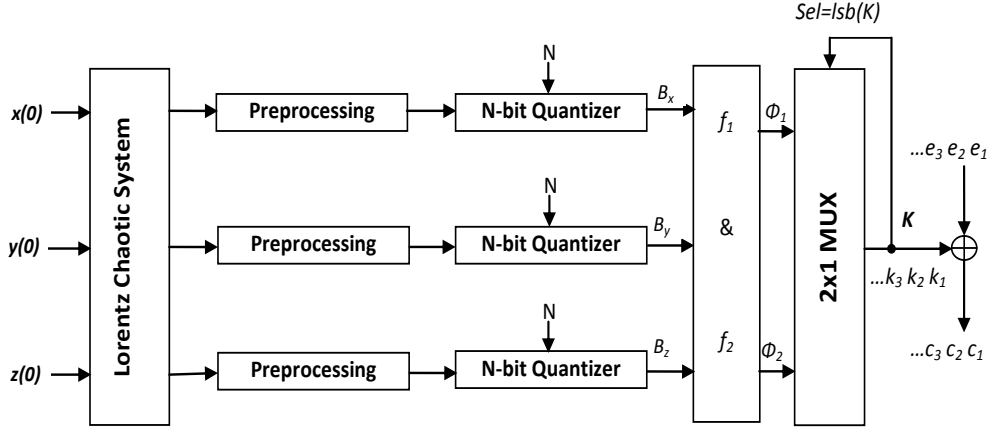 Sel=lsb(K)
x(0)
y(0)
z(0)
Lorentz Chaotic System
Preprocessing
N
N-bit Quantizer
Bx
Preprocessing
N
N-bit Quantizer
By
Preprocessing
N
N-bit Quantizer
Bz
f1
&
f2
Φ1
Φ2
2x1 MUX
K
...k3 k2 k1
...e3 e2 e1
...c3 c2 c1